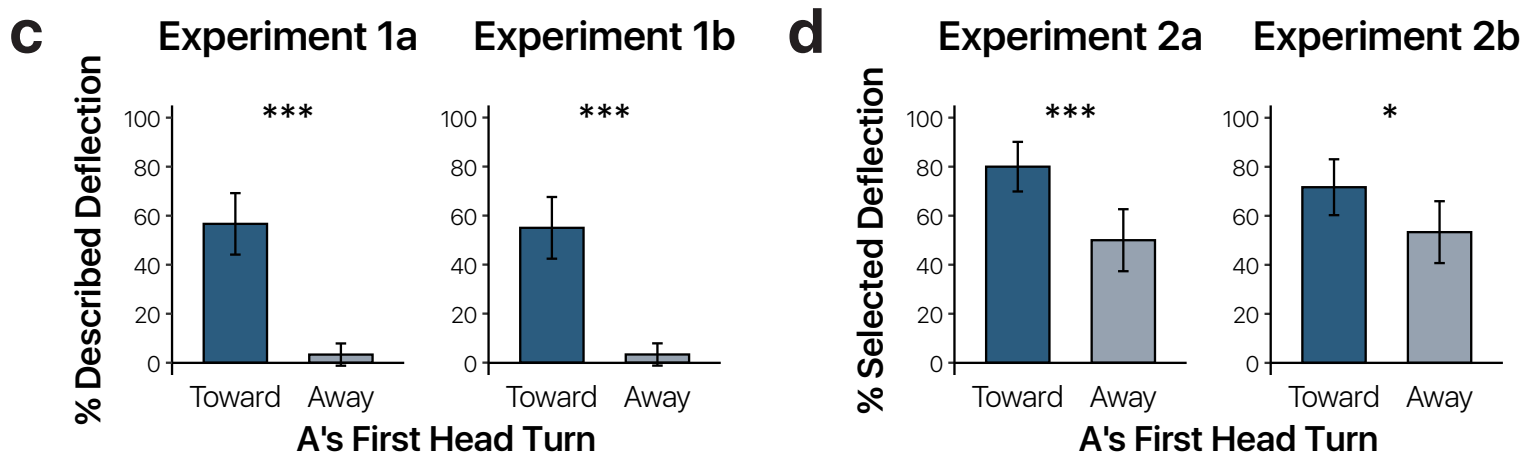 c
Experiment 1a
Experiment 1b
% Described Deflection
100
80
60
40
20
0
***
Toward Away
100
80
60
40
20
0
***
Toward Away
A's First Head Turn
d
Experiment 2a
Experiment 2b
% Selected Deflection
100
80
60
40
20
0
***
Toward Away
100
80
60
40
20
0
*
Toward Away
A's First Head Turn